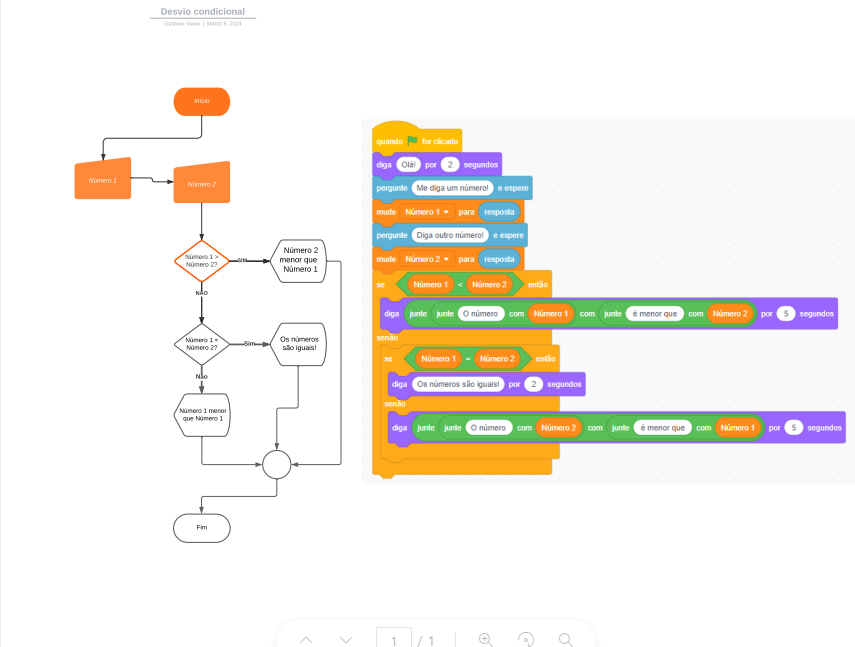 Desvio condicional
Gustavo Viana | March 6, 2024
Início
Número 1
Número 2
Número 1 >
Número 2?
SIM
Número 2
menor que
Número 1
NÃO
Número 1 =
Número 2?
Sim
Os números
são iguais!
Não
Número 1 menor
que Número 1
Fim
quando for clicado
diga Olá! por 2 segundos
pergunte Me diga um número! e espere
mude Número 1 para resposta
pergunte Diga outro número! e espere
mude Número 2 para resposta
se Número 1 < Número 2 então
diga junte junte O número com Número 1 com junte é menor que com Número 2 por 5 segundos
senão
se Número 1 = Número 2 então
diga Os números são iguais! por 2 segundos
senão
diga junte junte O número com Número 2 com junte é menor que com Número 1 por 5 segundos
1 / 1